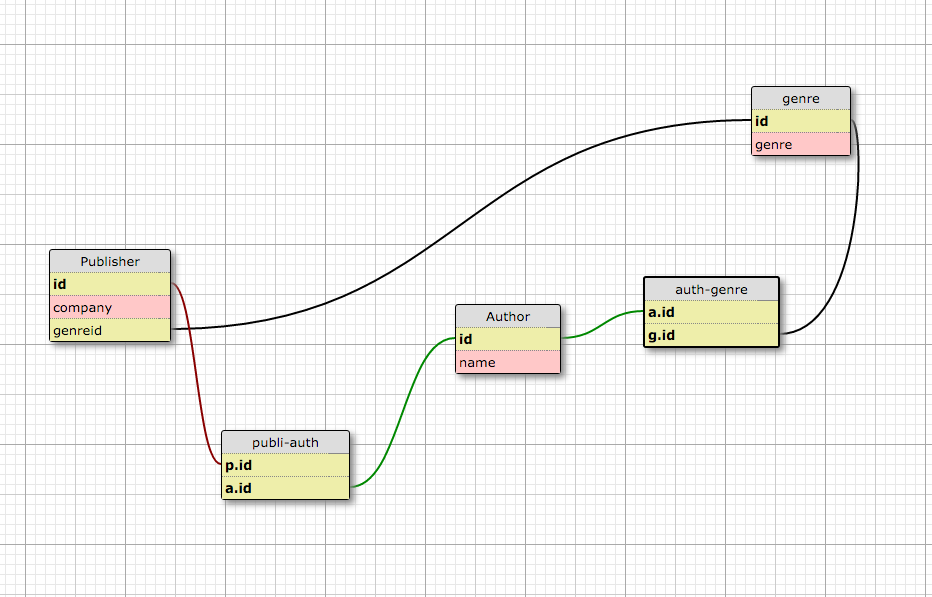 genre
id
genre
Publisher
id
company
genreid
auth-genre
a.id
g.id
Author
id
name
publi-auth
p.id
a.id